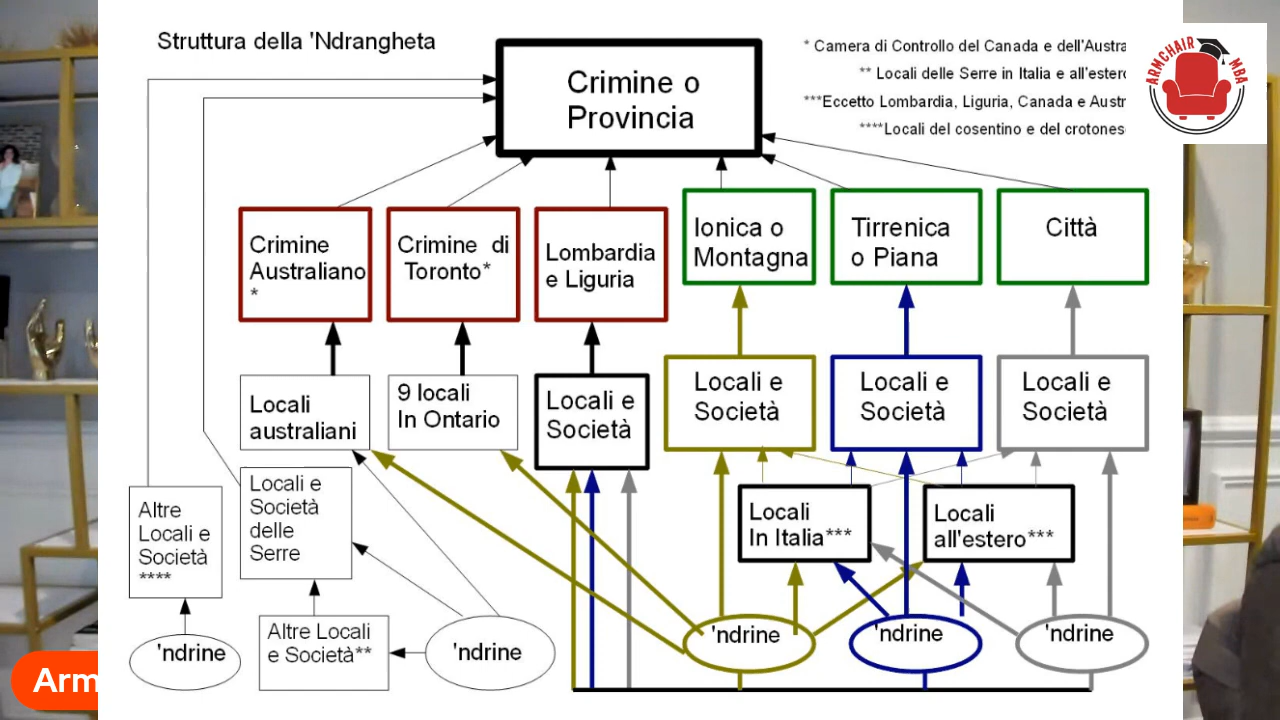 Struttura della 'Ndrangheta
Crimine o
Provincia
* Camera di Controllo del Canada e dell'Austra
** Locali delle Serre in Italia e all'estero
***Eccetto Lombardia, Liguria, Canada e Austr
****Locali del cosentino e del crotones
ARMCHAIR
MBA
Crimine
Australiano
*
Crimine di
Toronto*
Lombardia
e Liguria
Ionica o
Montagna
Tirrenica
o Piana
Città
Locali
australiani
9 locali
In Ontario
Locali e
Società
Locali e
Società
Locali e
Società
Locali e
Società
Altre
Locali e
Società
****
Locali e
Società
delle
Serre
Locali
In Italia***
Locali
all'estero***
'ndrine
Altre Locali
e Società**
'ndrine
'ndrine
'ndrine
'ndrine
Arm